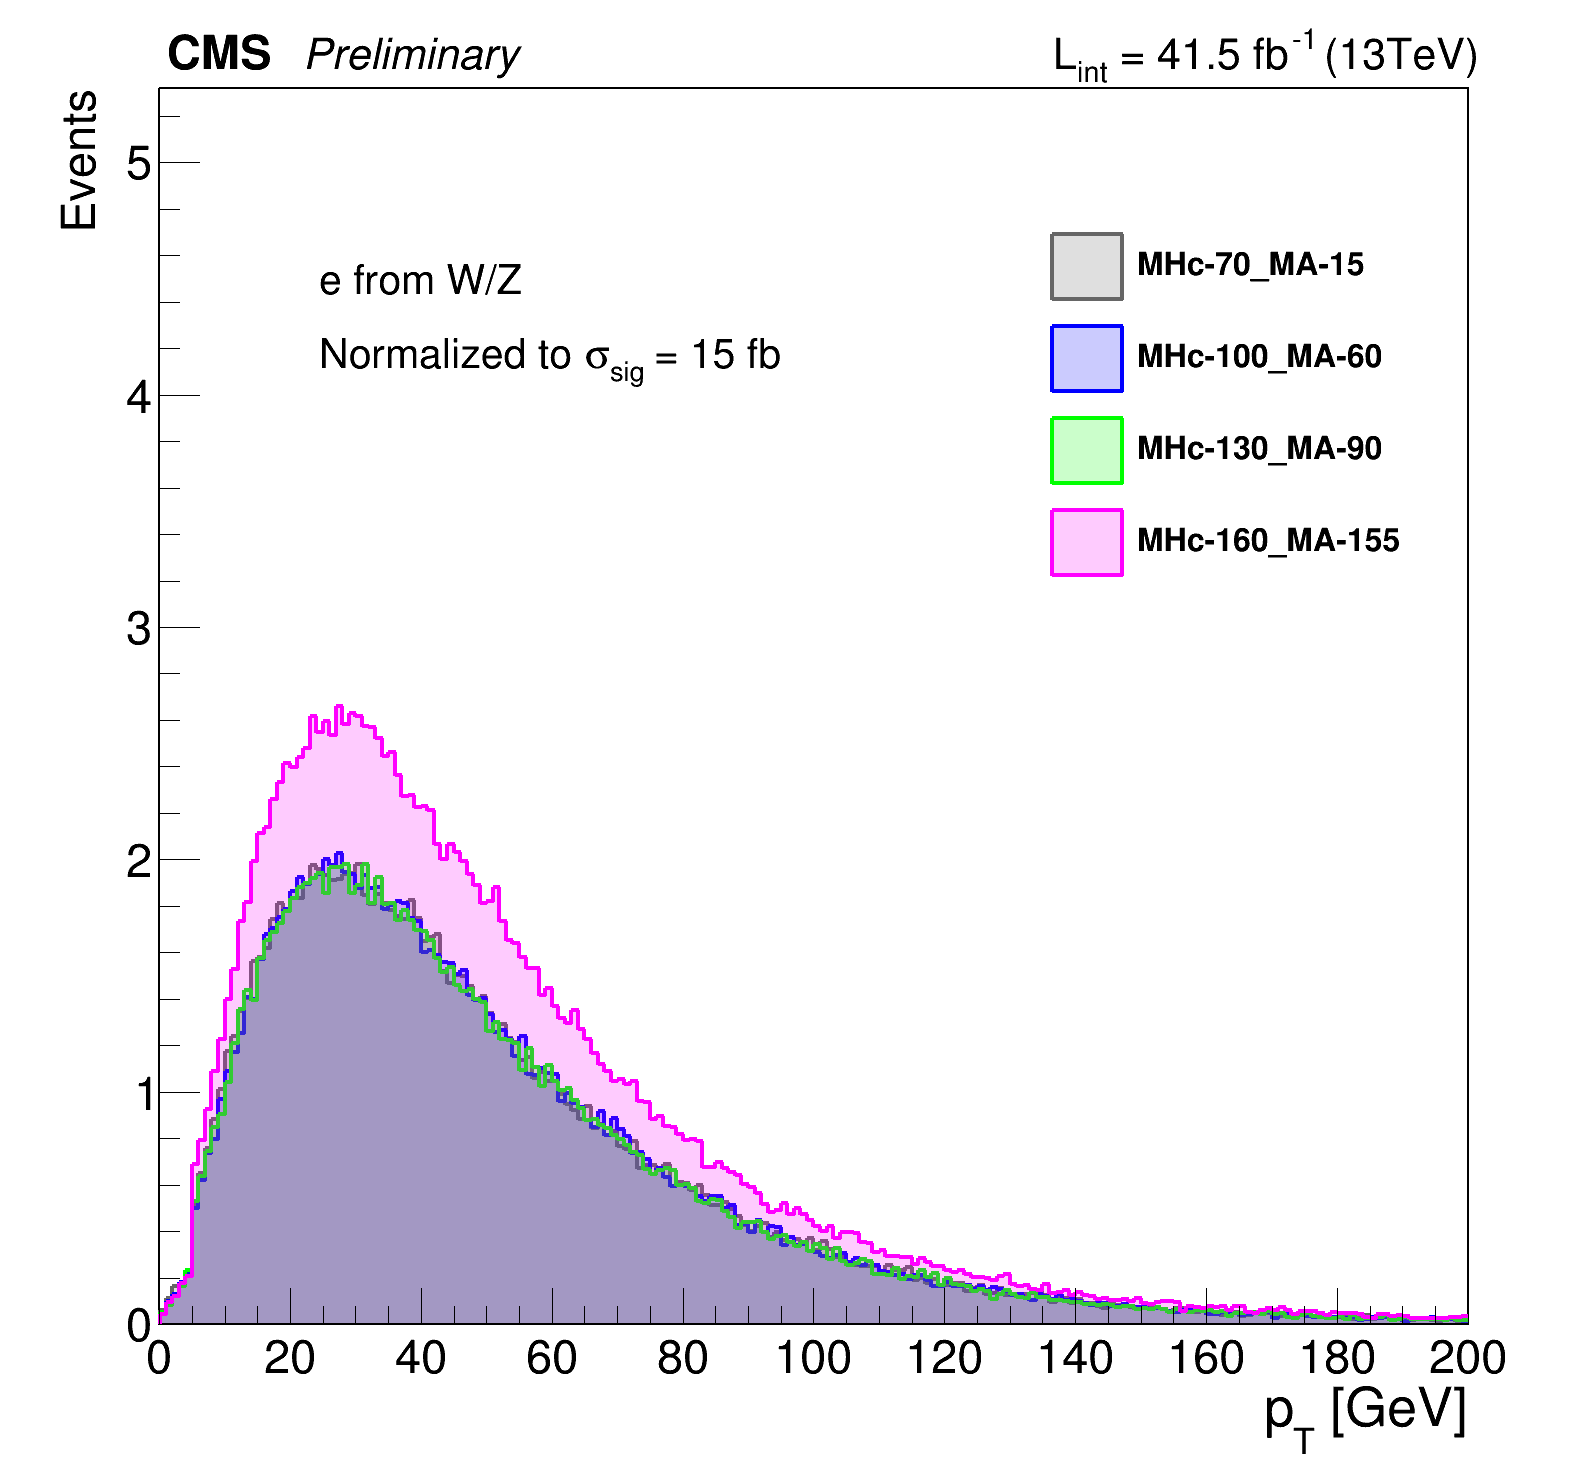 CMS Preliminary
L_int = 41.5 fb^-1 (13TeV)
Events
5
4
3
2
1
0
e from W/Z
Normalized to σ_sig = 15 fb
MHc-70_MA-15
MHc-100_MA-60
MHc-130_MA-90
MHc-160_MA-155
0 20 40 60 80 100 120 140 160 180 200
p_T [GeV]